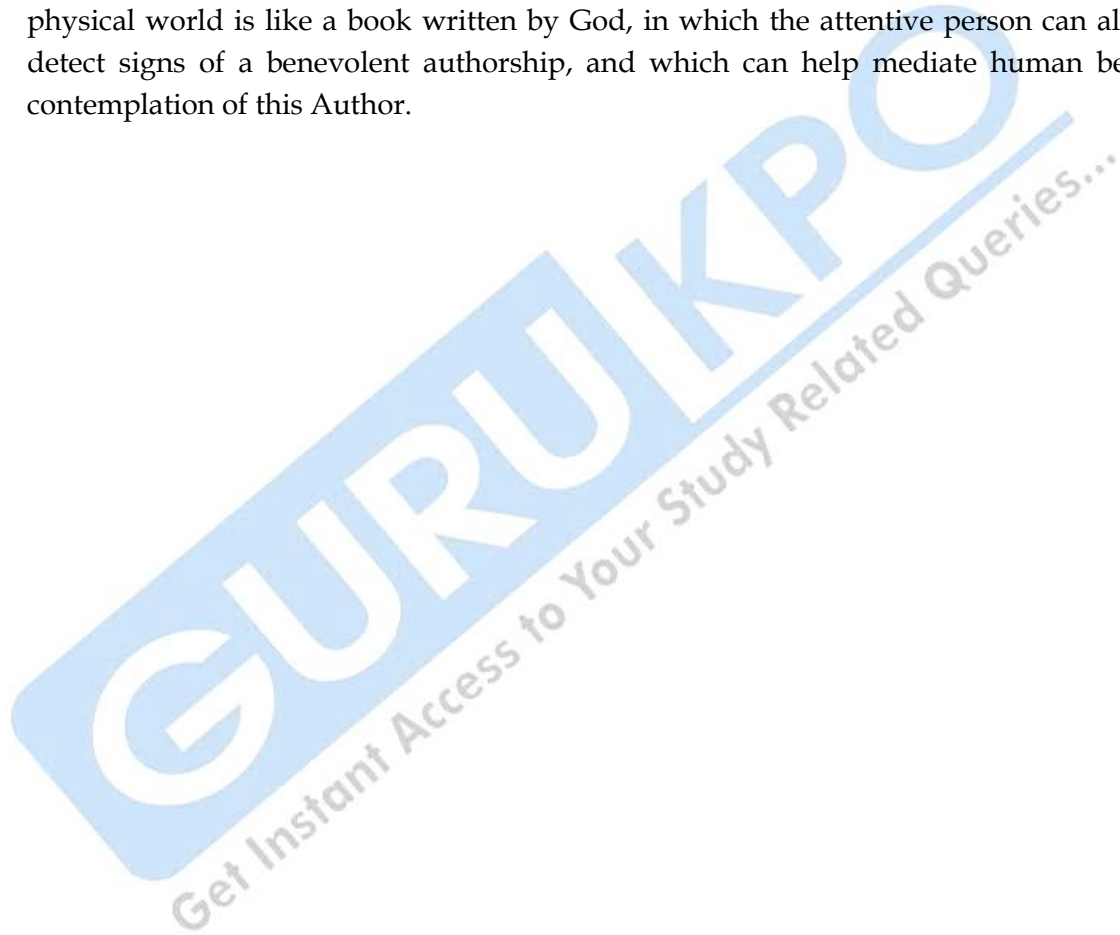 physical world is like a book written by God, in which the attentive person can al
detect signs of a benevolent authorship, and which can help mediate human be
contemplation of this Author.
GURUKPO
Get Instant Access to Your Study Related Queries...